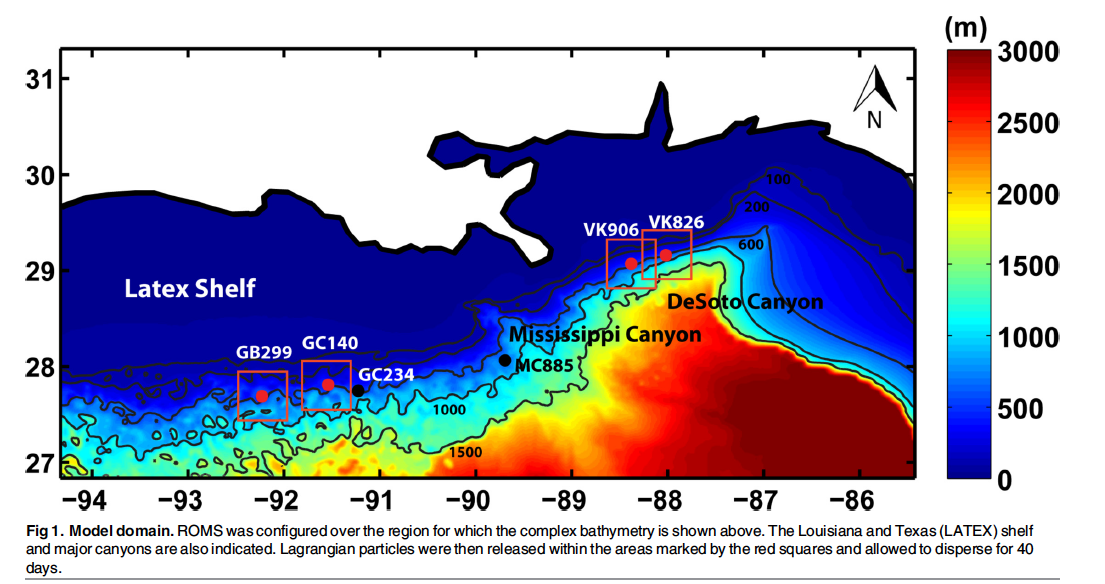 (m)
3000
2500
2000
1500
1000
500
0
31
30
29
28
27
N
100
200
600
VK906 VK826
Latex Shelf
DeSoto Canyon
Mississippi Canyon
MC885
GB299 GC140
GC234
1000
1500
−94 −93 −92 −91 −90 −89 −88 −87 −86
Fig 1. Model domain. ROMS was configured over the region for which the complex bathymetry is shown above. The Louisiana and Texas (LATEX) shelf
and major canyons are also indicated. Lagrangian particles were then released within the areas marked by the red squares and allowed to disperse for 40
days.